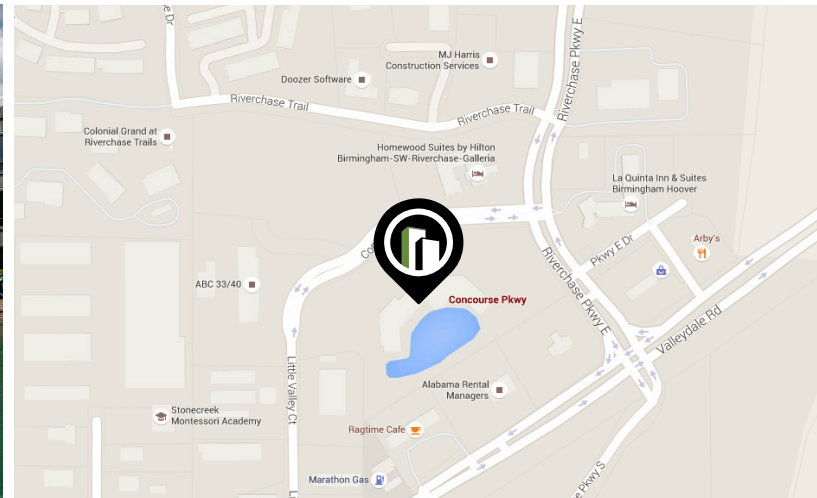 e Dr
MJ Harris
Construction Services
Doozer Software
Riverchase Pkwy E
Riverchase Trail
Riverchase Trail
Colonial Grand at
Riverchase Trails
Homewood Suites by Hilton
Birmingham-SW-Riverchase-Galleria
La Quinta Inn & Suites
Birmingham Hoover
Arby's
Pkwy E Dr
Riverchase Pkwy E
ABC 33/40
Concourse Pkwy
Valleydale Rd
Little Valley Ct
Alabama Rental
Managers
Stonecreek
Montessori Academy
Ragtime Cafe
Marathon Gas
e Pkwy S